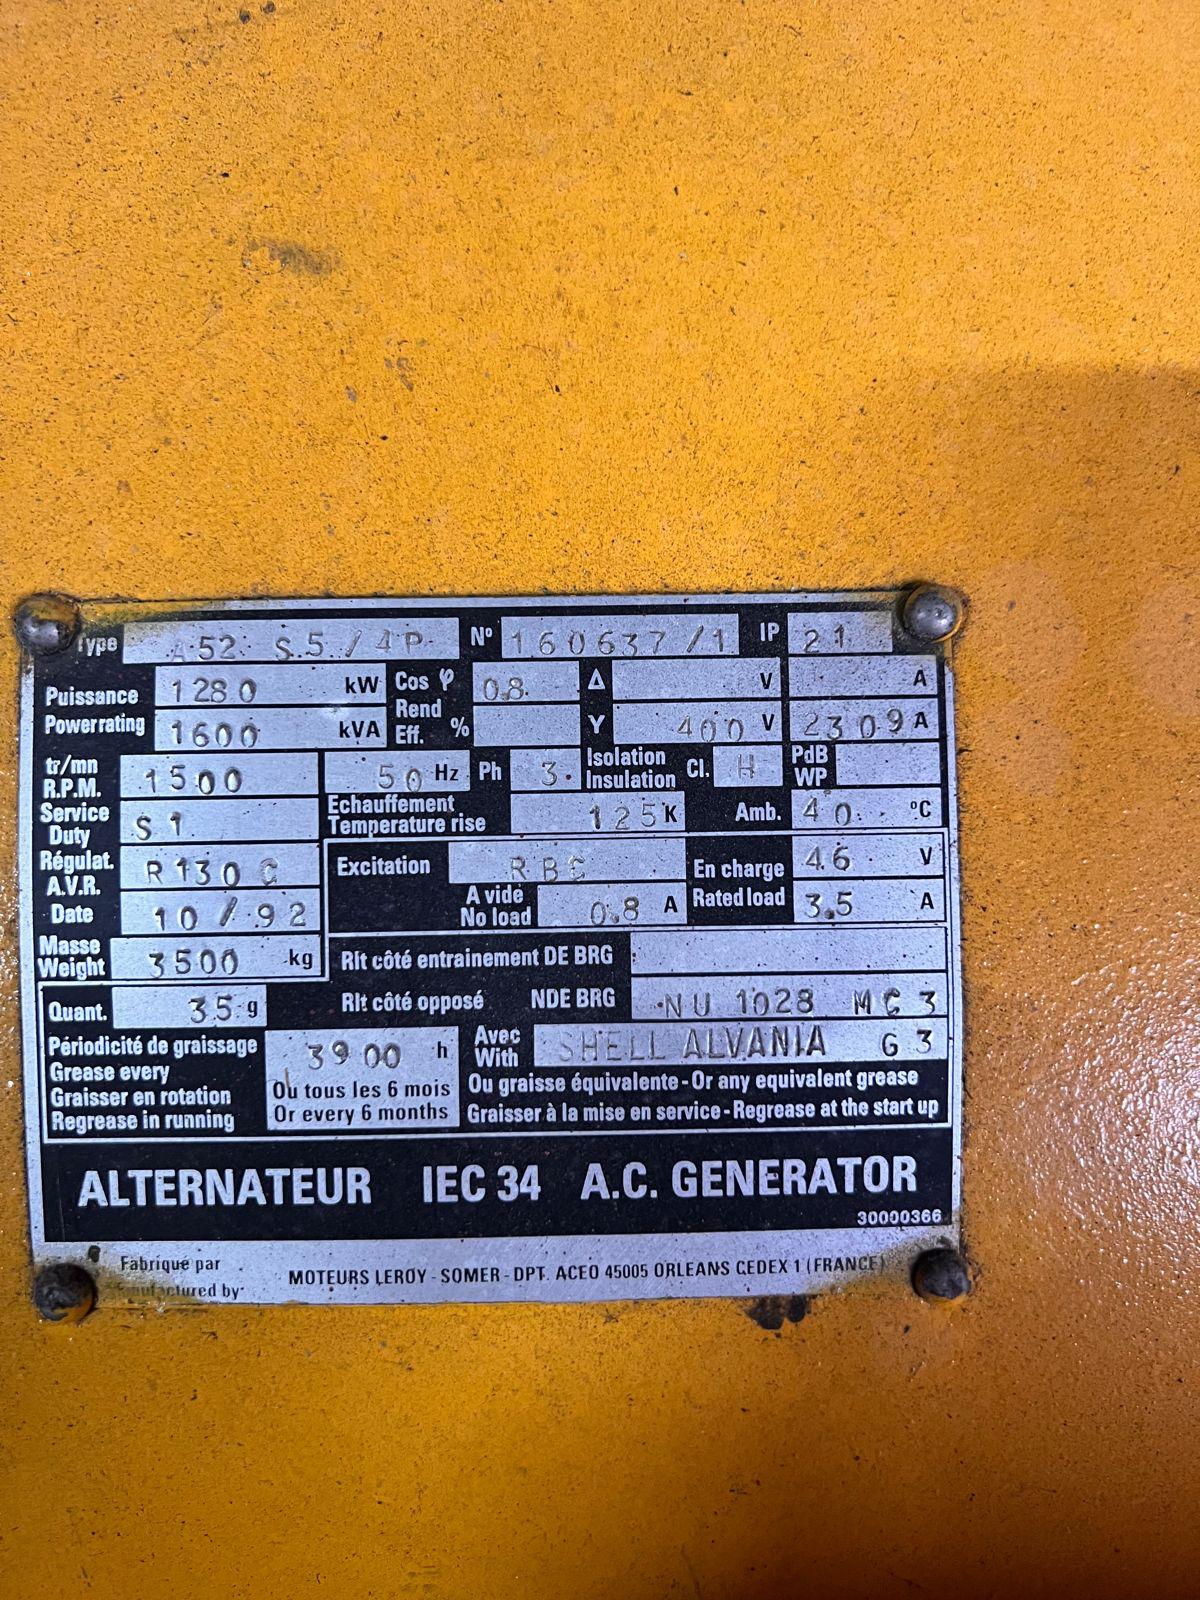 Type A 52 S.5 / 4P N° 160637/1 IP 21
Puissance 1280 kW Cos φ 0.8 Δ V A
Power rating 1600 kVA Rend Eff. % Y 400 V 2309 A
tr/mn R.P.M. 1500 50 Hz Ph 3 Isolation Insulation Cl. H PdB WP
Service Duty S1 Echauffement Temperature rise 125 K Amb. 40 °C
Régulat. A.V.R. R130 Excitation En charge Rated load 46 V
Date 10/92 A vide No load 0.8 A 3.5 A
Masse Weight 3500 kg Rlt côté entrainement DE BRG
Quant. 35 g Rlt côté opposé NDE BRG NU 1028 MC3
Périodicité de graissage 3900 h Avec With SHELL ALVANIA G3
Grease every
Graisser en rotation Ou tous les 6 mois Ou graisse équivalente - Or any equivalent grease
Regrease in running Or every 6 months Graisser à la mise en service - Regrease at the start up
ALTERNATEUR IEC 34 A.C. GENERATOR
30000366
Fabriqué par
Manufactured by MOTEURS LEROY - SOMER - DPT. ACEO 45005 ORLEANS CEDEX 1 (FRANCE)